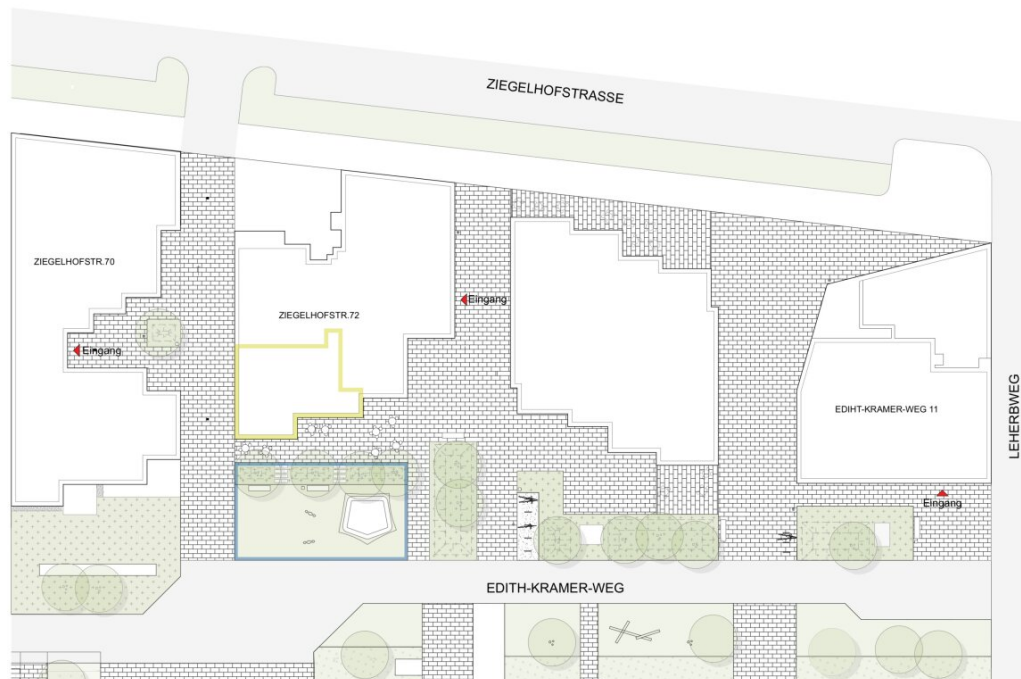 ZIEGELHOFSTRASSE
ZIEGELHOFSTR.70
ZIEGELHOFSTR.72
Eingang
Eingang
EDIHT-KRAMER-WEG 11
LEHERBWEG
Eingang
EDITH-KRAMER-WEG